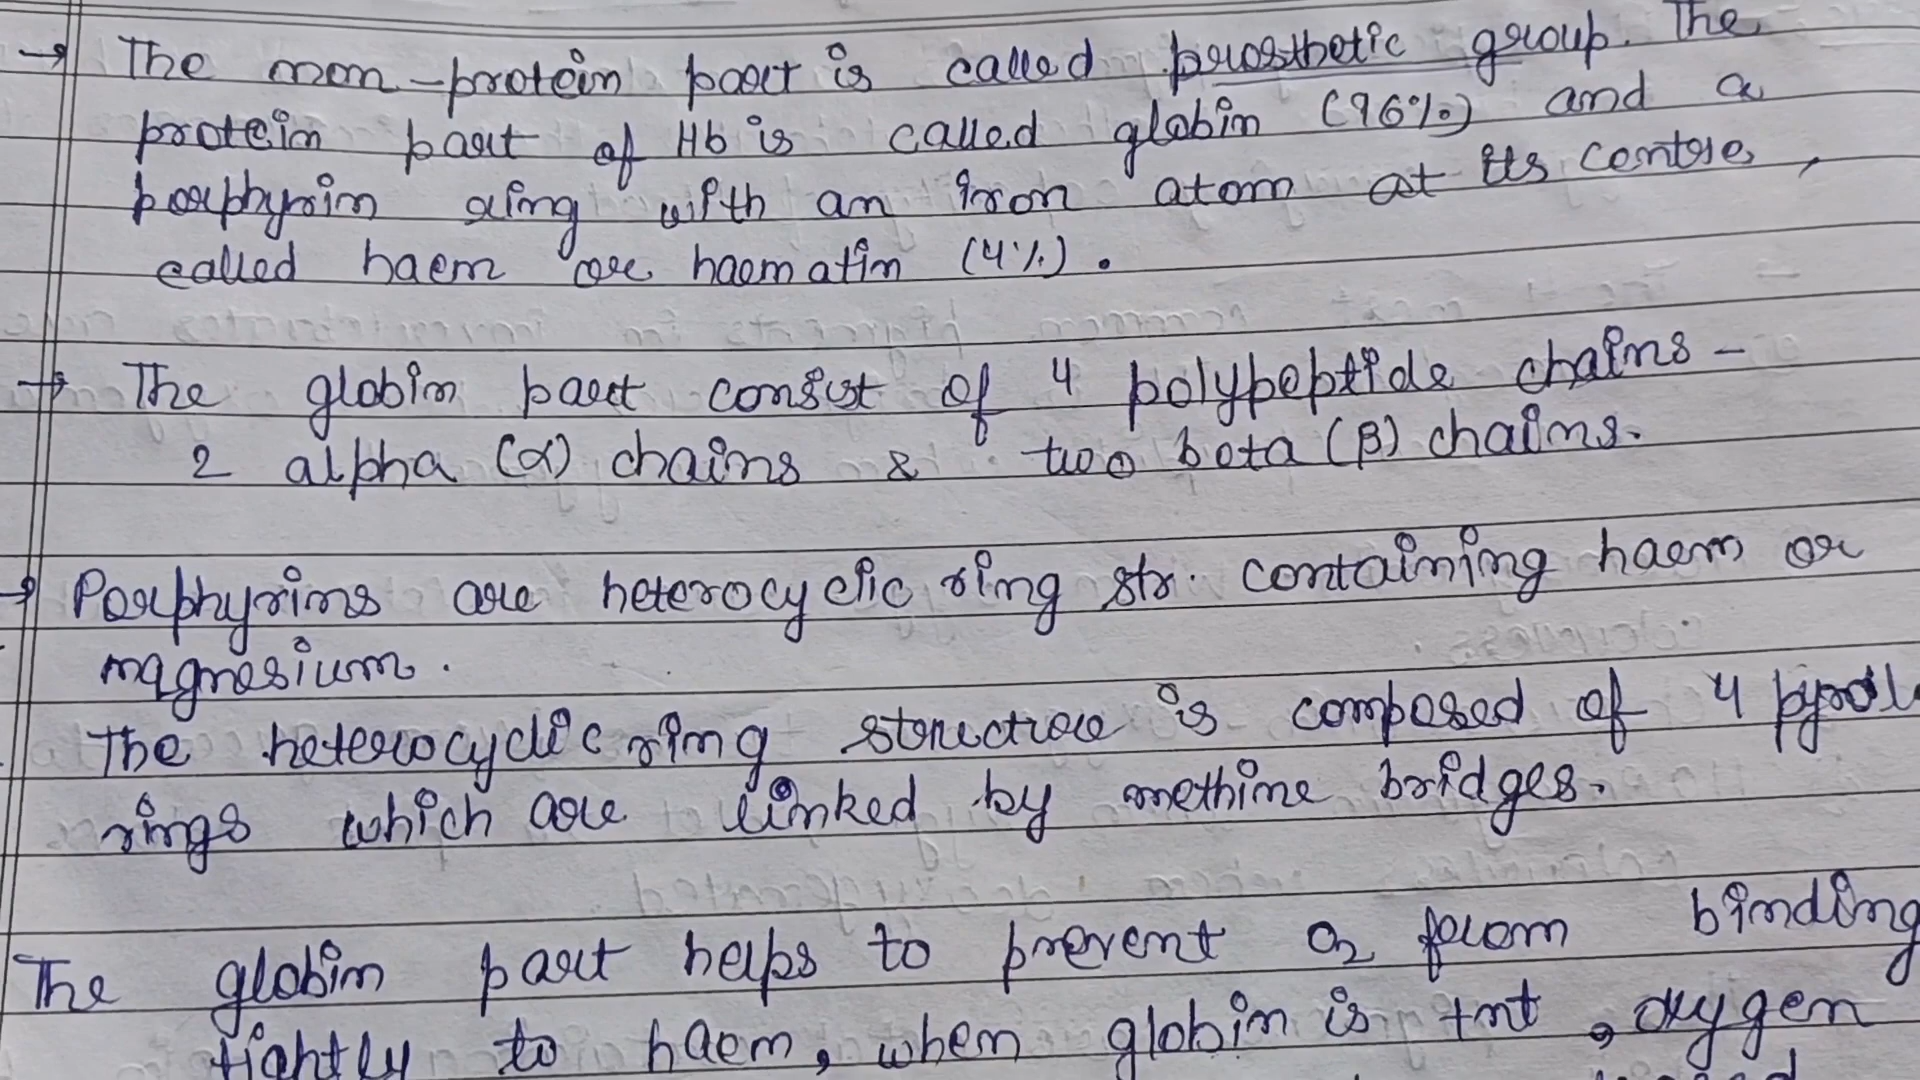 → The non-protein part is called prosthetic group. The
protein part of Hb is called globin (96%) and a
porphyrin ring with an iron atom at its centre,
called haem or haematin (4%).
→ The globin part consist of 4 polypeptide chains -
2 alpha (α) chains & two beta (β) chains.
→ Porphyrins are heterocyclic ring str. containing haem or
magnesium.
The heterocyclic ring structure is composed of 4 pyrol
rings which are linked by methine bridges.
The globin part helps to prevent O2 from binding
tightly to haem, when globin is +nt, oxygen